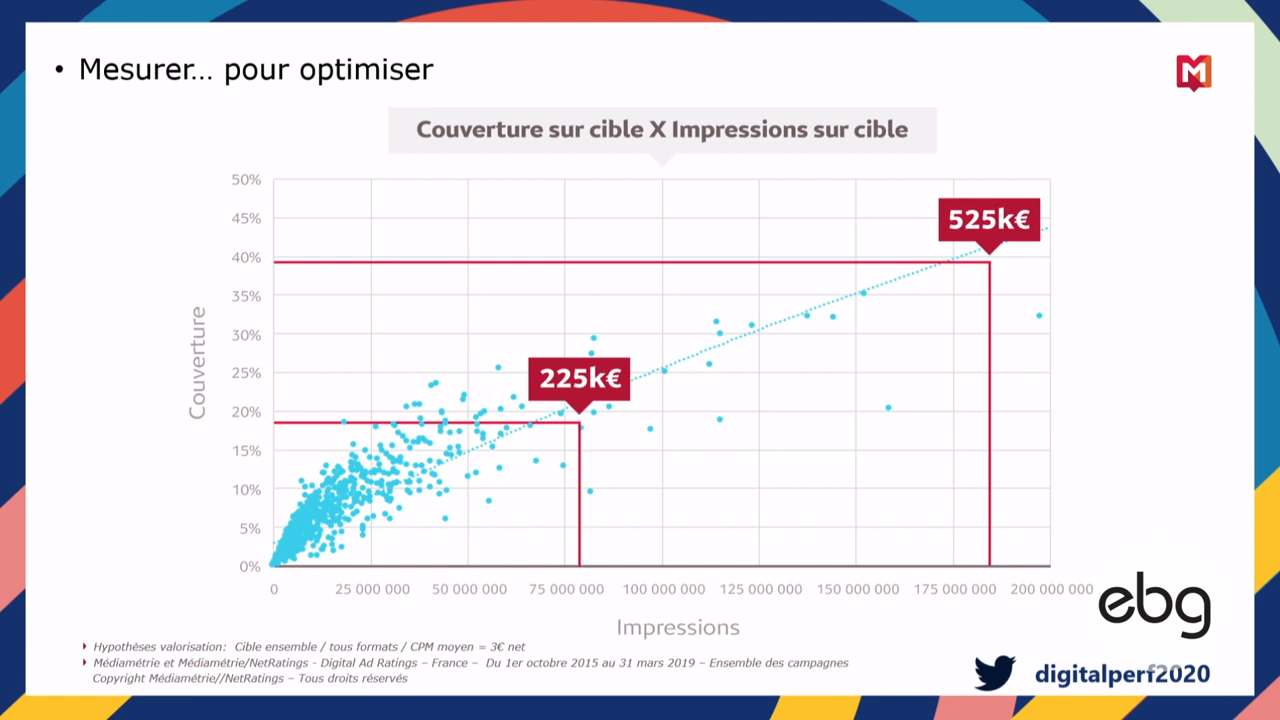 • Mesurer... pour optimiser
M
Couverture sur cible X Impressions sur cible
50%
45%
40%
35%
30%
25%
20%
15%
10%
5%
0%
Couverture
525k€
225k€
0 25 000 000 50 000 000 75 000 000 100 000 000 125 000 000 150 000 000 175 000 000 200 000 000
Impressions
ebg
Hypothèses valorisation: Cible ensemble / tous formats / CPM moyen = 3€ net
Médiamétrie et Médiamétrie/NetRatings - Digital Ad Ratings – France – Du 1er octobre 2015 au 31 mars 2019 – Ensemble des campagnes
Copyright Médiamétrie//NetRatings – Tous droits réservés
digitalperf2020